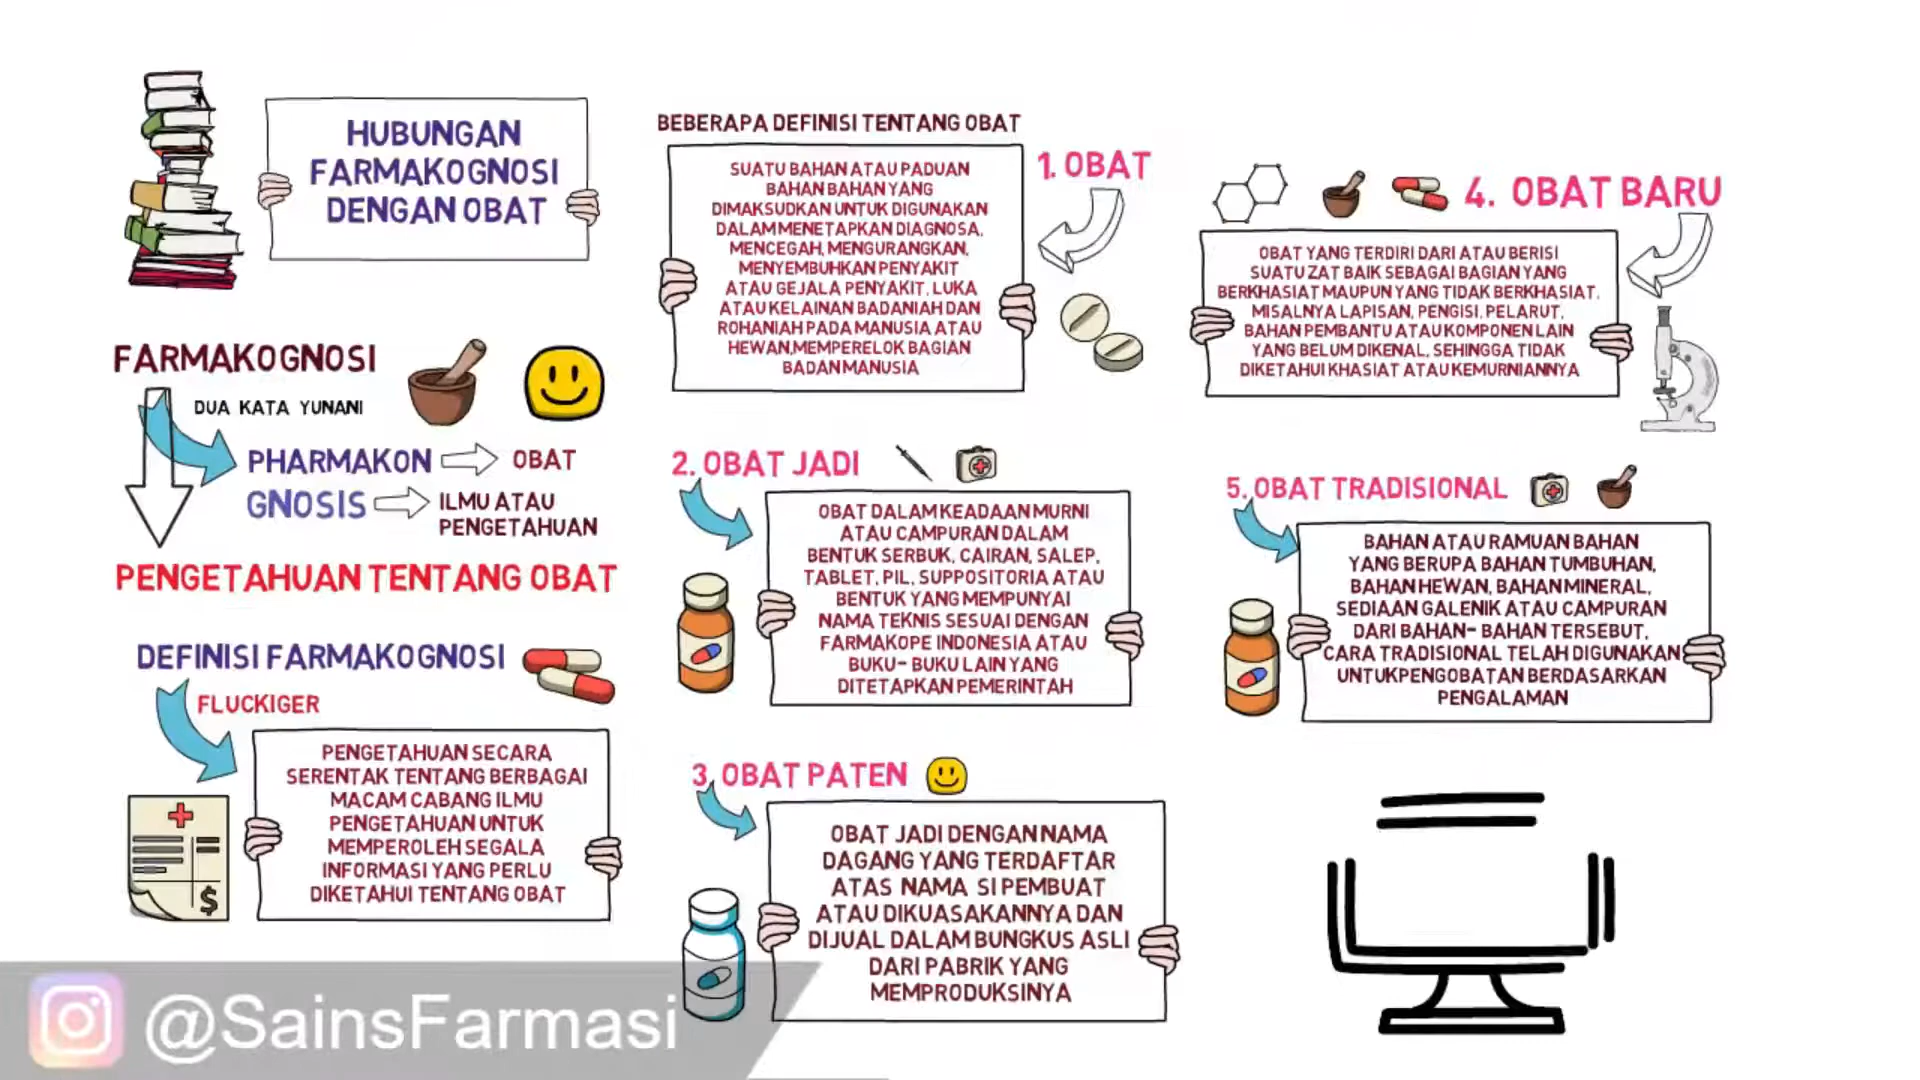 HUBUNGAN
FARMAKOGNOSI
DENGAN OBAT
FARMAKOGNOSI
DUA KATA YUNANI
PHARMAKON
OBAT
GNOSIS
ILMU ATAU
PENGETAHUAN
PENGETAHUAN TENTANG OBAT
DEFINISI FARMAKOGNOSI
FLUCKIGER
PENGETAHUAN SECARA
SERENTAK TENTANG BERBAGAI
MACAM CABANG ILMU
PENGETAHUAN UNTUK
MEMPEROLEH SEGALA
INFORMASI YANG PERLU
DIKETAHUI TENTANG OBAT
$
BEBERAPA DEFINISI TENTANG OBAT
1. OBAT
SUATU BAHAN ATAU PADUAN
BAHAN BAHAN YANG
DIMAKSUDKAN UNTUK DIGUNAKAN
DALAM MENETAPKAN DIAGNOSA,
MENCEGAH, MENGURANGKAN,
MENYEMBUHKAN PENYAKIT
ATAU GEJALA PENYAKIT, LUKA
ATAU KELAINAN BADANIAH DAN
ROHANIAH PADA MANUSIA ATAU
HEWAN,MEMPERELOK BAGIAN
BADAN MANUSIA
2. OBAT JADI
OBAT DALAM KEADAAN MURNI
ATAU CAMPURAN DALAM
BENTUK SERBUK, CAIRAN, SALEP,
TABLET, PIL, SUPPOSITORIA ATAU
BENTUK YANG MEMPUNYAI
NAMA TEKNIS SESUAI DENGAN
FARMAKOPE INDONESIA ATAU
BUKU- BUKU LAIN YANG
DITETAPKAN PEMERINTAH
3. OBAT PATEN
OBAT JADI DENGAN NAMA
DAGANG YANG TERDAFTAR
ATAS NAMA SI PEMBUAT
ATAU DIKUASAKANNYA DAN
DIJUAL DALAM BUNGKUS ASLI
DARI PABRIK YANG
MEMPRODUKSINYA
4. OBAT BARU
OBAT YANG TERDIRI DARI ATAU BERISI
SUATU ZAT BAIK SEBAGAI BAGIAN YANG
BERKHASIAT MAUPUN YANG TIDAK BERKHASIAT.
MISALNYA LAPISAN, PENGISI, PELARUT,
BAHAN PEMBANTU ATAU KOMPONEN LAIN
YANG BELUM DIKENAL, SEHINGGA TIDAK
DIKETAHUI KHASIAT ATAU KEMURNIANNYA
5. OBAT TRADISIONAL
BAHAN ATAU RAMUAN BAHAN
YANG BERUPA BAHAN TUMBUHAN,
BAHAN HEWAN, BAHAN MINERAL,
SEDIAAN GALENIK ATAU CAMPURAN
DARI BAHAN- BAHAN TERSEBUT,
CARA TRADISIONAL TELAH DIGUNAKAN
UNTUKPENGOBATAN BERDASARKAN
PENGALAMAN
@SainsFarmasi